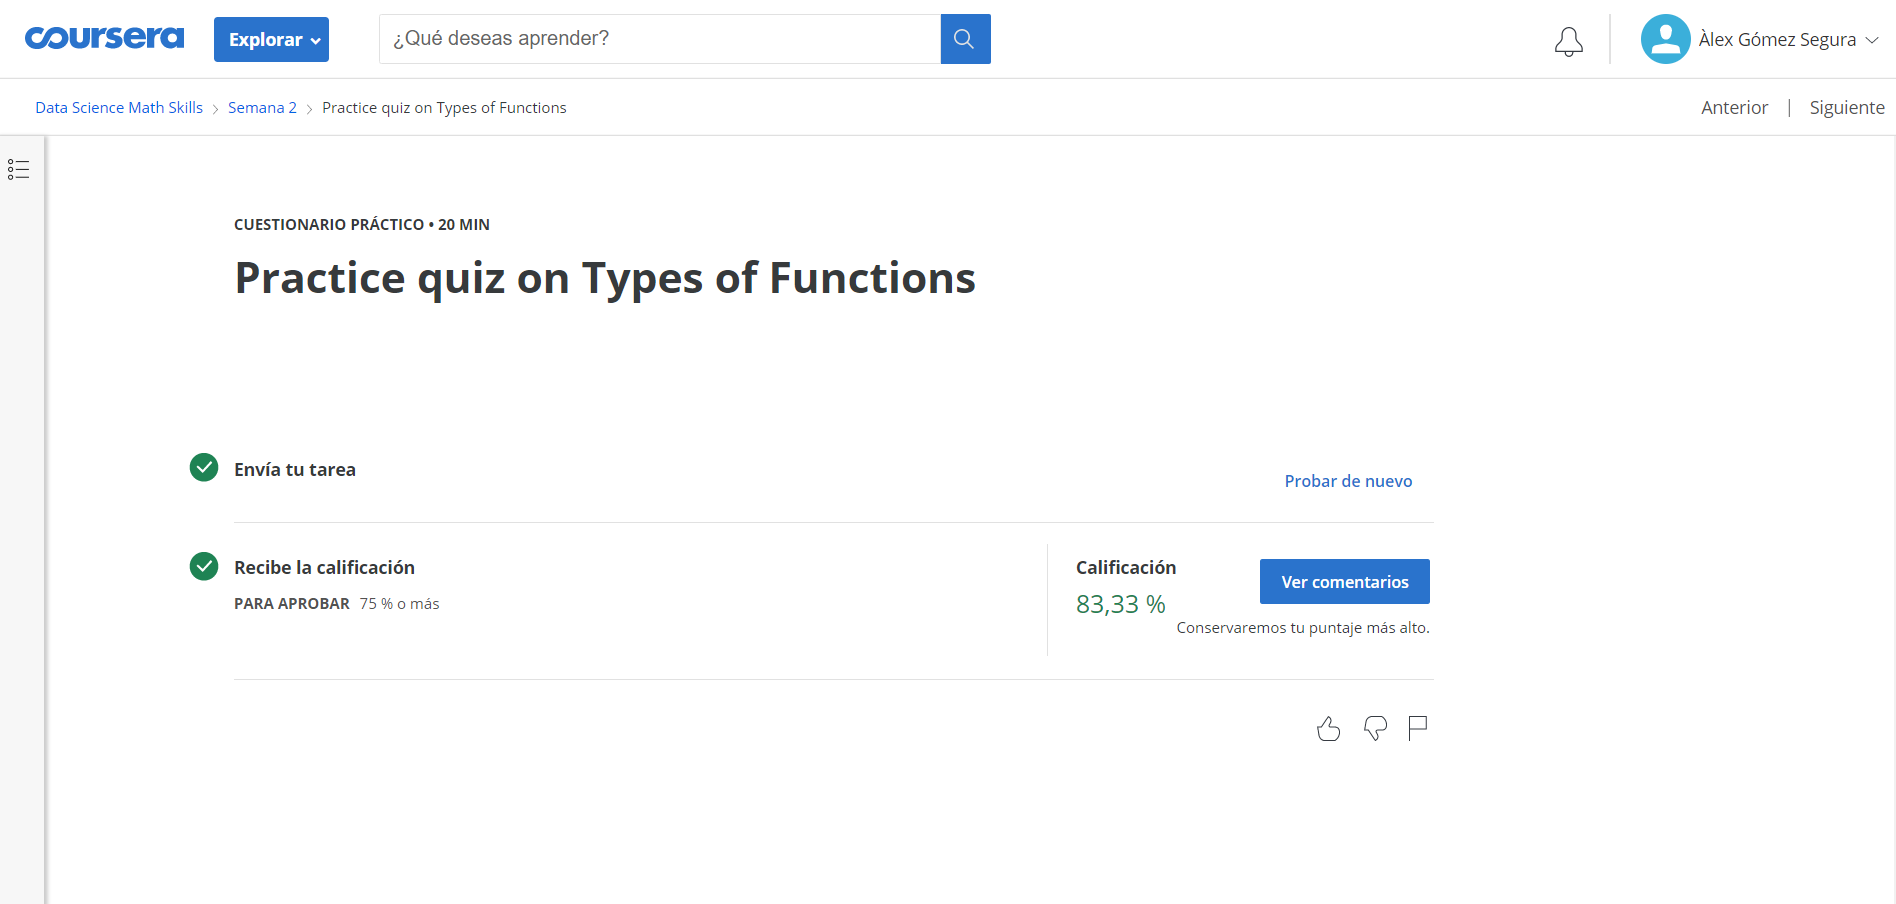 coursera
Explorar
¿Qué deseas aprender?
Àlex Gómez Segura
Data Science Math Skills > Semana 2 > Practice quiz on Types of Functions
Anterior | Siguiente
CUESTIONARIO PRÁCTICO • 20 MIN
Practice quiz on Types of Functions
Envía tu tarea
Probar de nuevo
Recibe la calificación
PARA APROBAR 75 % o más
Calificación
83,33 %
Ver comentarios
Conservaremos tu puntaje más alto.